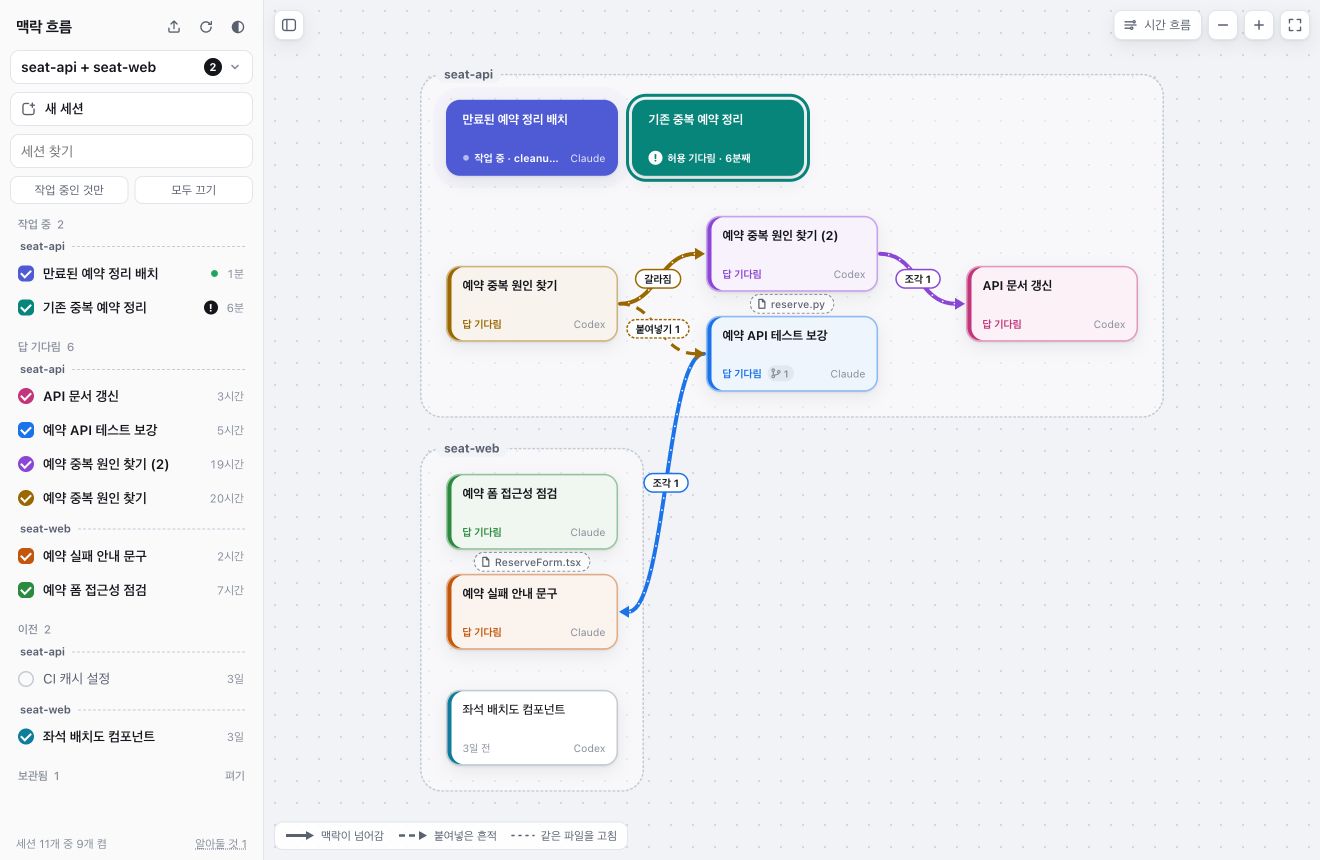 맥락 흐름
seat-api + seat-web 2
새 세션
세션 찾기
작업 중인 것만 모두 끄기
작업 중 2
seat-api
만료된 예약 정리 배치 1분
기존 중복 예약 정리 ! 6분
답 기다림 6
seat-api
API 문서 갱신 3시간
예약 API 테스트 보강 5시간
예약 중복 원인 찾기 (2) 19시간
예약 중복 원인 찾기 20시간
seat-web
예약 실패 안내 문구 2시간
예약 폼 접근성 점검 7시간
이전 2
seat-api
CI 캐시 설정 3일
seat-web
좌석 배치도 컴포넌트 3일
보관됨 1 펴기
세션 11개 중 9개 켬 알아둘 것 1
시간 흐름
seat-api
만료된 예약 정리 배치
작업 중 · cleanu... Claude
기존 중복 예약 정리
! 허용 기다림 · 6분째
예약 중복 원인 찾기
답 기다림 Codex
갈라짐
붙여넣기 1
예약 중복 원인 찾기 (2)
답 기다림 Codex
reserve.py
예약 API 테스트 보강
답 기다림 1 Claude
조각 1
API 문서 갱신
답 기다림 Codex
seat-web
예약 폼 접근성 점검
답 기다림 Claude
조각 1
ReserveForm.tsx
예약 실패 안내 문구
답 기다림 Claude
좌석 배치도 컴포넌트
3일 전 Codex
맥락이 넘어감 붙여넣은 흔적 같은 파일을 고침